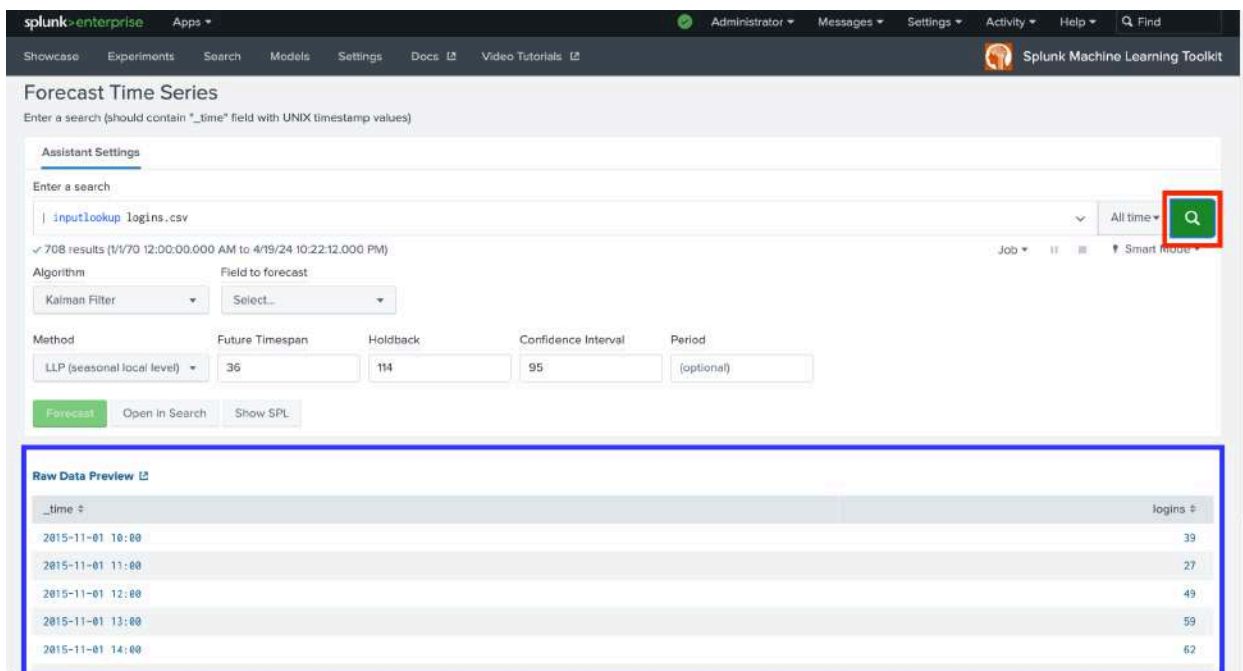 splunk>enterprise Apps Administrator Messages Settings Activity Help Find
Showcase Experiments Search Models Settings Docs Video Tutorials Splunk Machine Learning Toolkit
Forecast Time Series
Enter a search (should contain "_time" field with UNIX timestamp values)
Assistant Settings
Enter a search
| inputlookup logins.csv All time
✓ 708 results (1/1/70 12:00:00.000 AM to 4/19/24 10:22:12.000 PM) Job Smart Mode
Algorithm Field to forecast
Kalman Filter Select...
Method Future Timespan Holdback Confidence Interval Period
LLP (seasonal local level) 36 114 95 (optional)
Forecast Open in Search Show SPL
Raw Data Preview
_time logins
2015-11-01 10:00 39
2015-11-01 11:00 27
2015-11-01 12:00 49
2015-11-01 13:00 59
2015-11-01 14:00 62